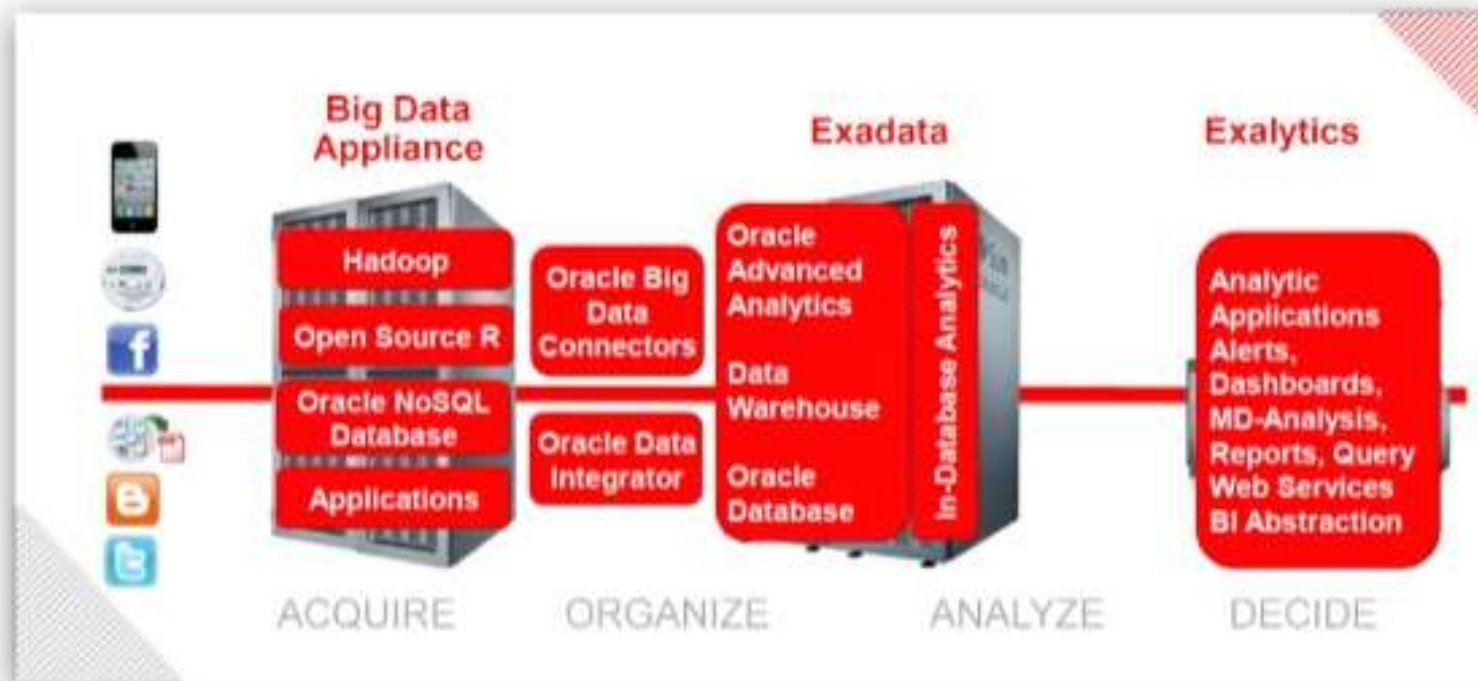 Big Data
Appliance
Exadata
Exalytics
Hadoop
Open Source R
Oracle NoSQL
Database
Applications
Oracle Big
Data
Connectors
Oracle Data
Integrator
Oracle
Advanced
Analytics
Data
Warehouse
Oracle
Database
In-Database Analytics
Analytic
Applications
Alerts,
Dashboards,
MD-Analysis,
Reports, Query
Web Services
BI Abstraction
ACQUIRE
ORGANIZE
ANALYZE
DECIDE